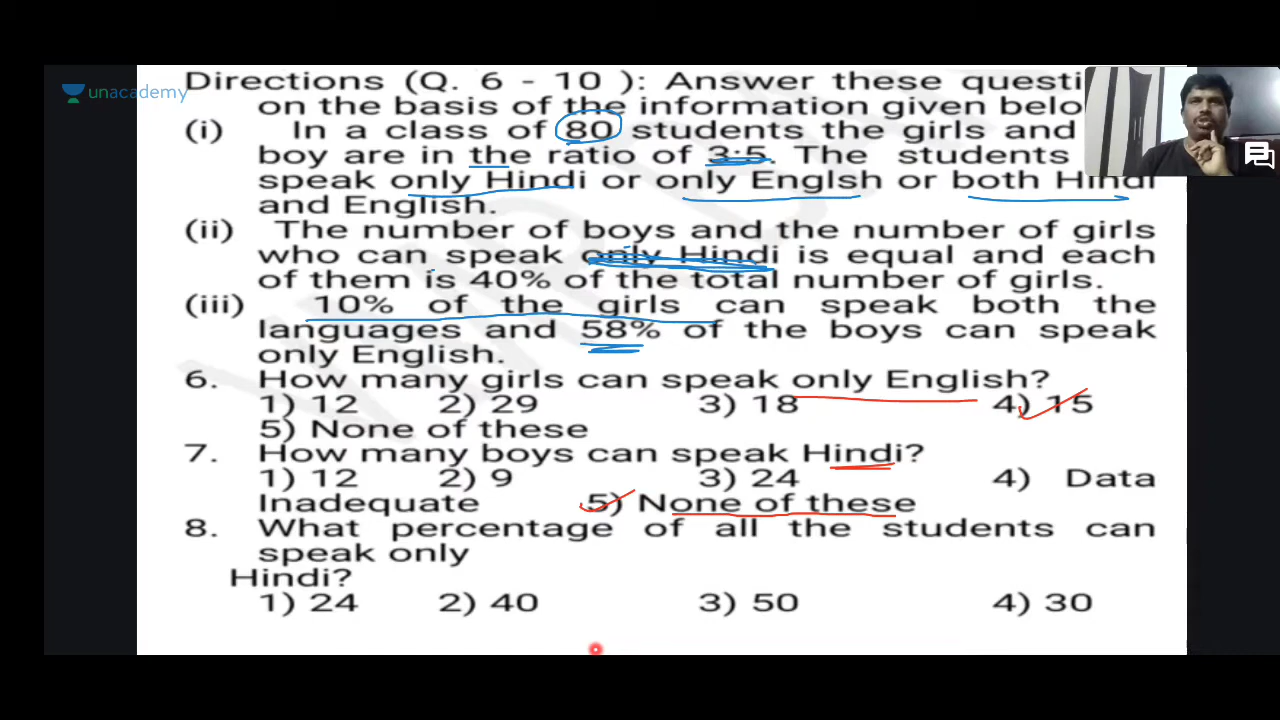 Directions (Q. 6 - 10 ): Answer these questi
unacademy
on the basis of the information given belo
(i) In a class of 80 students the girls and
boy are in the ratio of 3:5. The students
speak only Hindi or only Englsh or both Hindi
and English.
(ii) The number of boys and the number of girls
who can speak only Hindi is equal and each
of them is 40% of the total number of girls.
(iii) 10% of the girls can speak both the
languages and 58% of the boys can speak
only English.
6. How many girls can speak only English?
1) 12 2) 29 3) 18 4) 15
5) None of these
7. How many boys can speak Hindi?
1) 12 2) 9 3) 24 4) Data
Inadequate 5) None of these
8. What percentage of all the students can
speak only
Hindi?
1) 24 2) 40 3) 50 4) 30